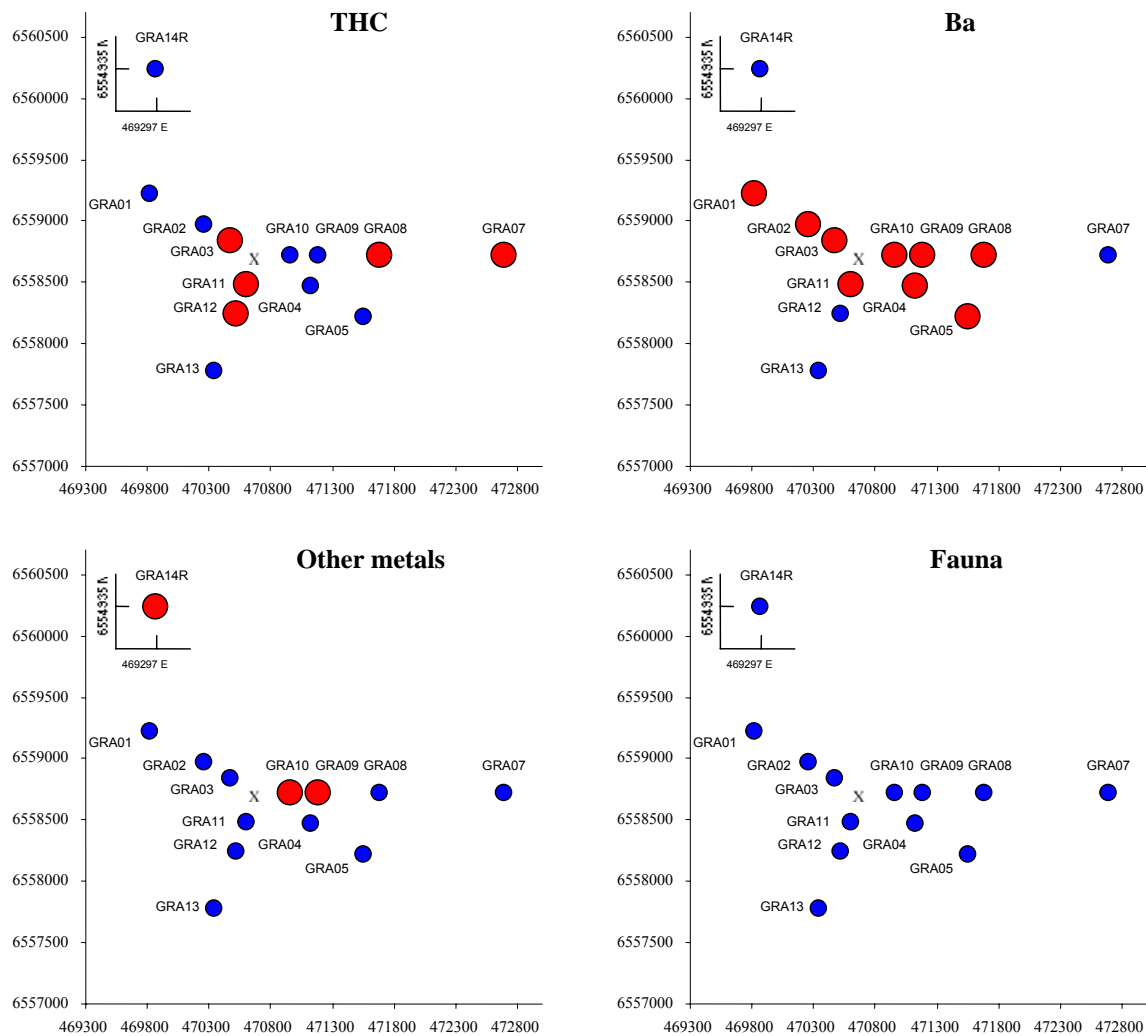 THC
6560500
GRA14R
6554935 N
6560000
469297 E
6559500
GRA01
6559000
GRA02 GRA10 GRA09 GRA08 GRA07
GRA03
X
6558500
GRA11
GRA12 GRA04
GRA05
6558000
GRA13
6557500
6557000
469300 469800 470300 470800 471300 471800 472300 472800
Ba
6560500
GRA14R
6554935 N
6560000
469297 E
6559500
GRA01
6559000
GRA02 GRA10 GRA09 GRA08 GRA07
GRA03
X
6558500
GRA11
GRA12 GRA04
GRA05
6558000
GRA13
6557500
6557000
469300 469800 470300 470800 471300 471800 472300 472800
Other metals
6560500
GRA14R
6554935 N
6560000
469297 E
6559500
GRA01
6559000
GRA02 GRA10 GRA09 GRA08 GRA07
GRA03
X
6558500
GRA11
GRA12 GRA04
GRA05
6558000
GRA13
6557500
6557000
469300 469800 470300 470800 471300 471800 472300 472800
Fauna
6560500
GRA14R
6554935 N
6560000
469297 E
6559500
GRA01
6559000
GRA02 GRA10 GRA09 GRA08 GRA07
GRA03
X
6558500
GRA11
GRA12 GRA04
GRA05
6558000
GRA13
6557500
6557000
469300 469800 470300 470800 471300 471800 472300 472800